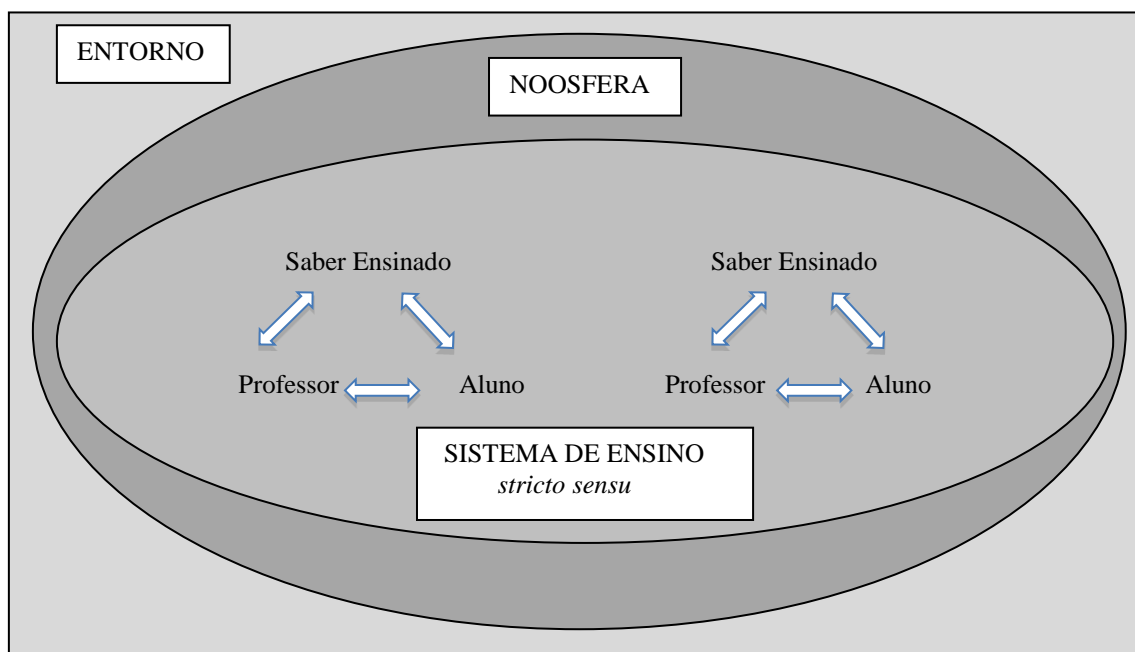 ENTORNO
NOOSFERA
Saber Ensinado
Saber Ensinado
Professor
Aluno
Professor
Aluno
SISTEMA DE ENSINO
stricto sensu